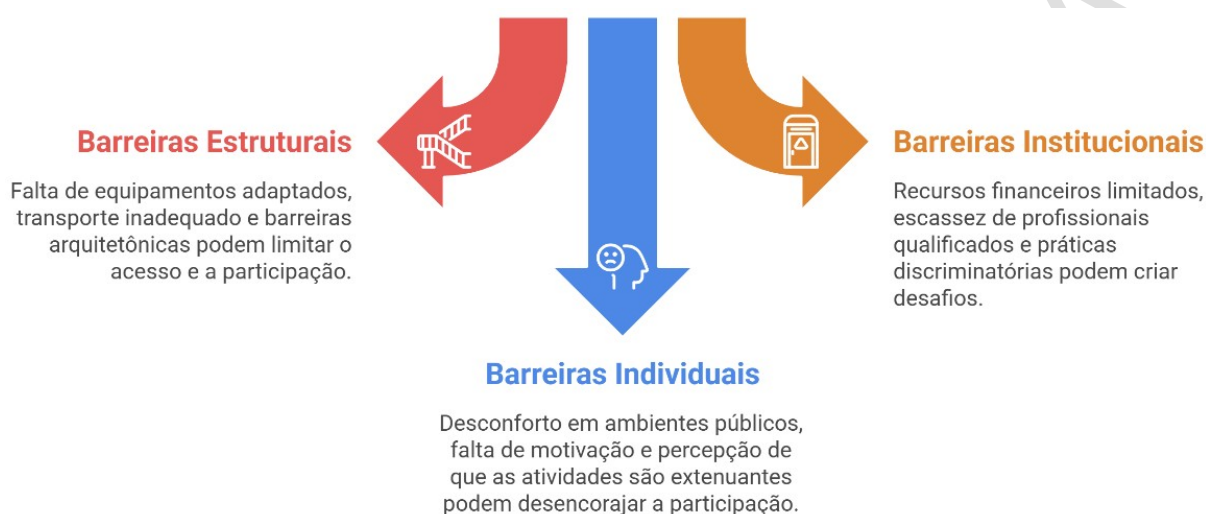 Barreiras Estruturais
Falta de equipamentos adaptados,
transporte inadequado e barreiras
arquitetônicas podem limitar o
acesso e a participação.
Barreiras Institucionais
Recursos financeiros limitados,
escassez de profissionais
qualificados e práticas
discriminatórias podem criar
desafios.
Barreiras Individuais
Desconforto em ambientes públicos,
falta de motivação e percepção de
que as atividades são extenuantes
podem desencorajar a participação.